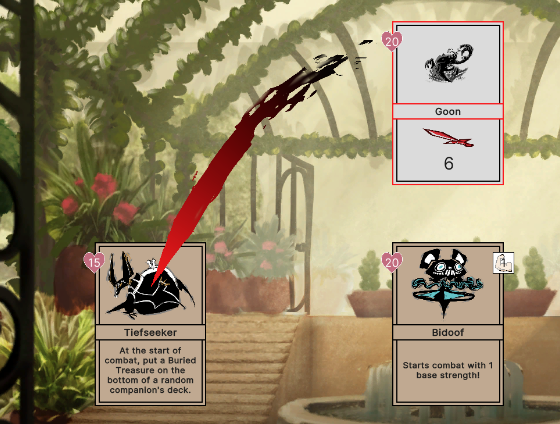 20
Goon
6
15
Tiefseeker
At the start of
combat, put a Buried
Treasure on the
bottom of a random
companion's deck.
20
Bidoof
Starts combat with 1
base strength!